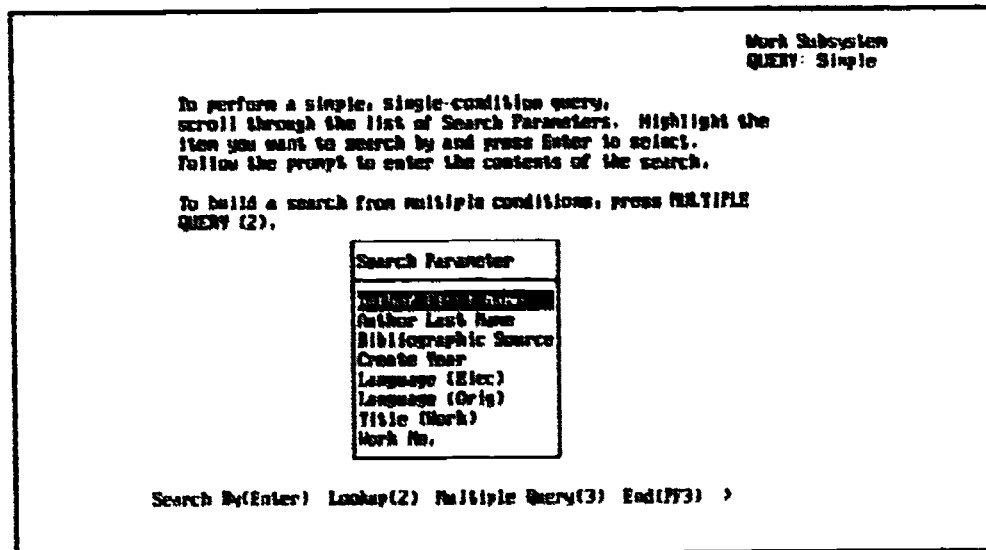 Work Subsystem
QUERY: Simple
To perform a simple, single-condition query,
scroll through the list of Search Parameters. Highlight the
item you want to search by and press Enter to select.
Follow the prompt to enter the contents of the search.
To build a search from multiple conditions, press MULTIPLE
QUERY (2).
Search Parameter
Author First Name
Author Last Name
Bibliographic Source
Create Year
Language (Elec)
Language (Orig)
Title (Work)
Work No.
Search By(Enter) Lookup(2) Multiple Query(3) End(PF3) >